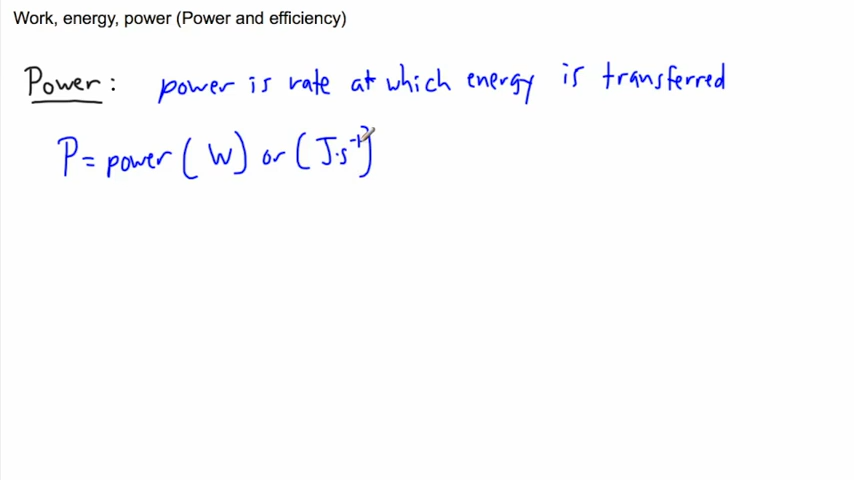 Work, energy, power (Power and efficiency)
Power: power is rate at which energy is transferred
P = power (W) or (J·s⁻¹)